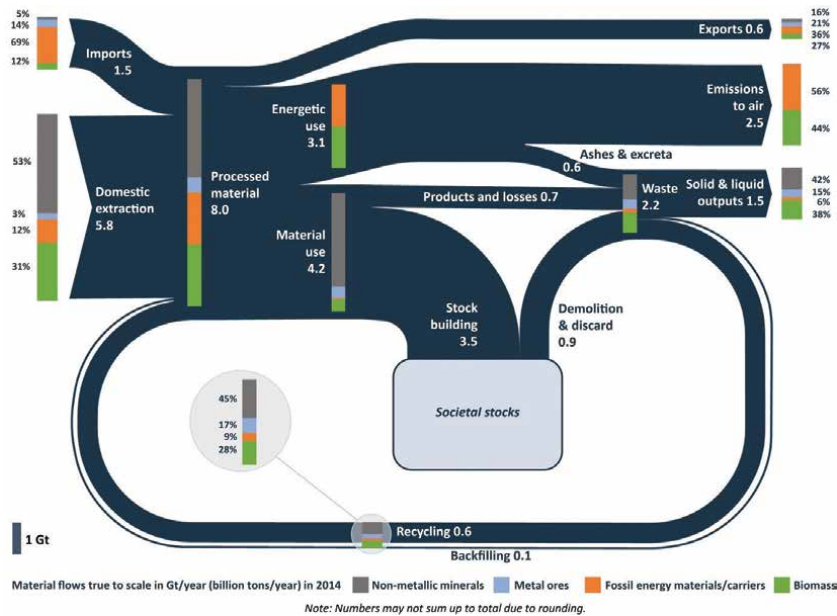 5%
14%
69%
12%
Imports
1.5
Exports 0.6
16%
21%
36%
27%
53%
3%
12%
31%
Domestic
extraction
5.8
Processed
material
8.0
Energetic
use
3.1
Emissions
to air
2.5
56%
44%
Ashes & excreta
0.6
Products and losses 0.7
Waste
2.2
Solid & liquid
outputs 1.5
42%
15%
6%
38%
Material
use
4.2
Stock
building
3.5
Demolition
& discard
0.9
Societal stocks
45%
17%
9%
28%
Recycling 0.6
Backfilling 0.1
1 Gt
Material flows true to scale in Gt/year (billion tons/year) in 2014
Non-metallic minerals
Metal ores
Fossil energy materials/carriers
Biomass
Note: Numbers may not sum up to total due to rounding.